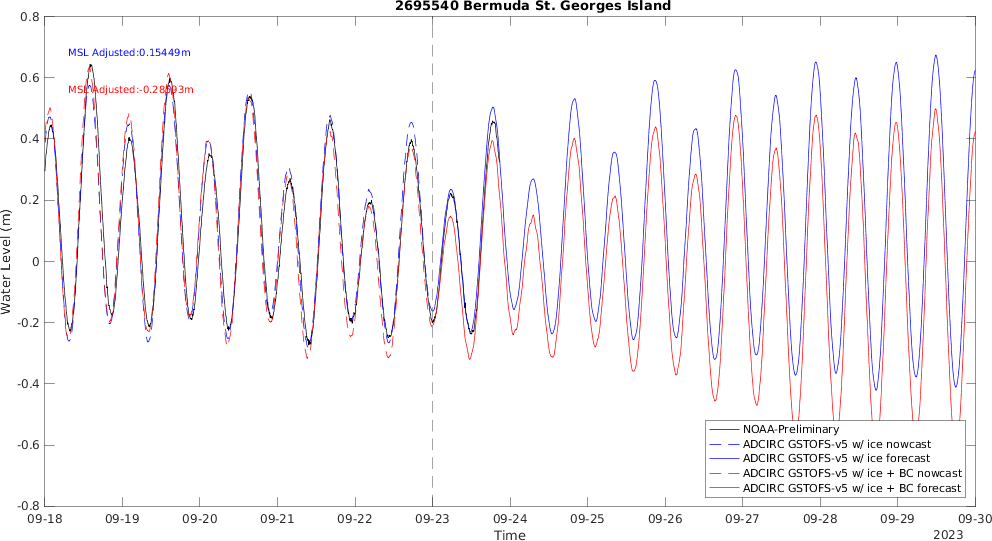 2695540 Bermuda St. Georges Island
0.8
0.6
0.4
0.2
0
-0.2
-0.4
-0.6
-0.8
Water Level (m)
MSL Adjusted:0.15449m
MSL Adjusted:-0.28593m
NOAA-Preliminary
ADCIRC GSTOFS-v5 w/ ice nowcast
ADCIRC GSTOFS-v5 w/ ice forecast
ADCIRC GSTOFS-v5 w/ ice + BC nowcast
ADCIRC GSTOFS-v5 w/ ice + BC forecast
09-18 09-19 09-20 09-21 09-22 09-23 09-24 09-25 09-26 09-27 09-28 09-29 09-30
Time
2023